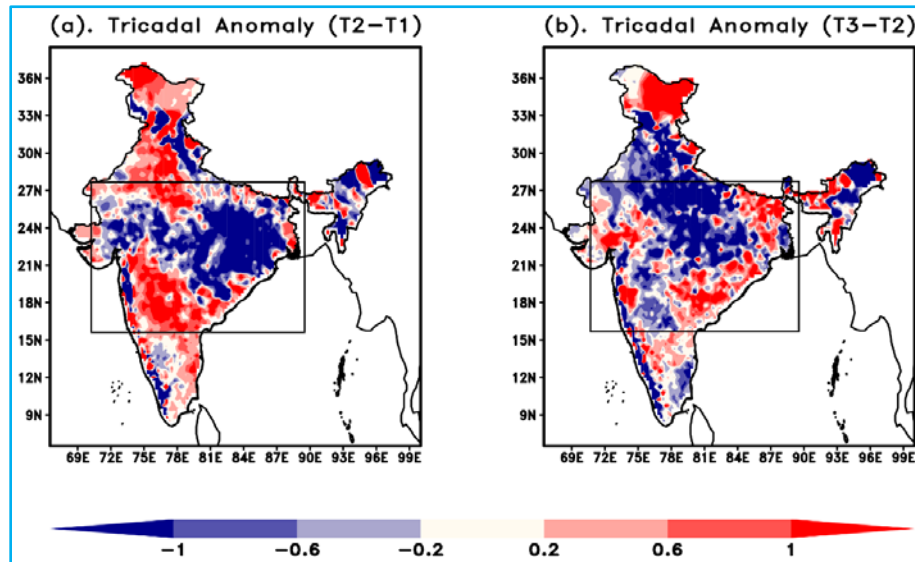 (a). Tricadal Anomaly (T2−T1)
(b). Tricadal Anomaly (T3−T2)
36N
33N
30N
27N
24N
21N
18N
15N
12N
9N
69E 72E 75E 78E 81E 84E 87E 90E 93E 96E 99E
36N
33N
30N
27N
24N
21N
18N
15N
12N
9N
69E 72E 75E 78E 81E 84E 87E 90E 93E 96E 99E
−1 −0.6 −0.2 0.2 0.6 1